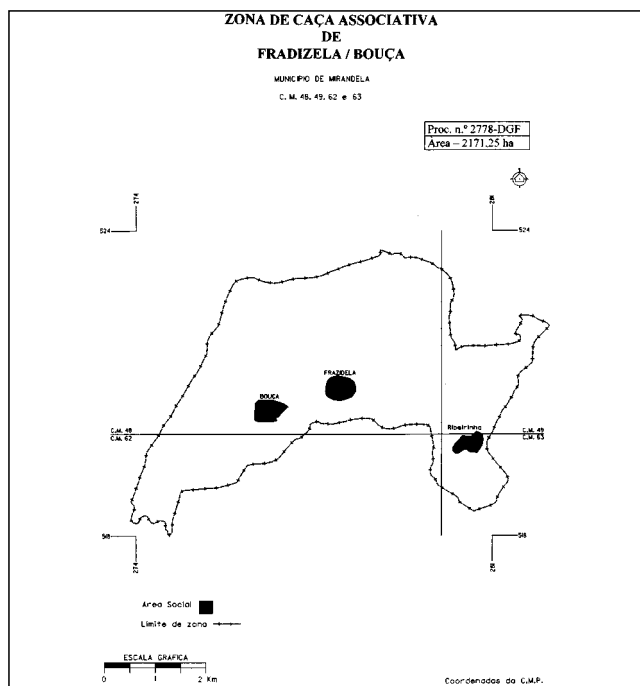 ZONA DE CAÇA ASSOCIATIVA
DE
FRADIZELA / BOUÇA
MUNICIPIO DE MIRANDELA
C. M. 48, 49, 62 e 63
Proc. n.º 2778-DGF
Área – 2171,25 ha
274
281
524
524
FRAZIDELA
BOUÇA
Ribeirinha
C.M. 48
C.M. 62
C.M. 49
C.M. 63
518
518
274
281
Area Social
Limite de zona
ESCALA GRAFICA
0 1 2 Km
Coordenadas da C.M.P.